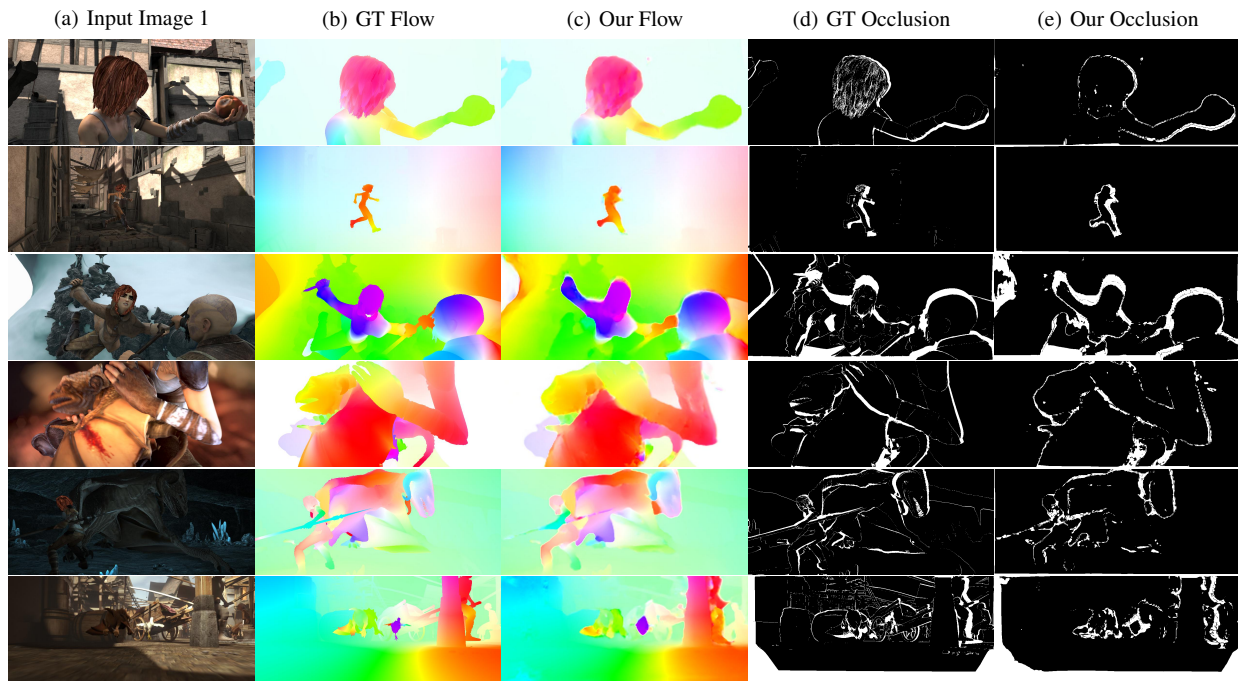 (a) Input Image 1
(b) GT Flow
(c) Our Flow
(d) GT Occlusion
(e) Our Occlusion